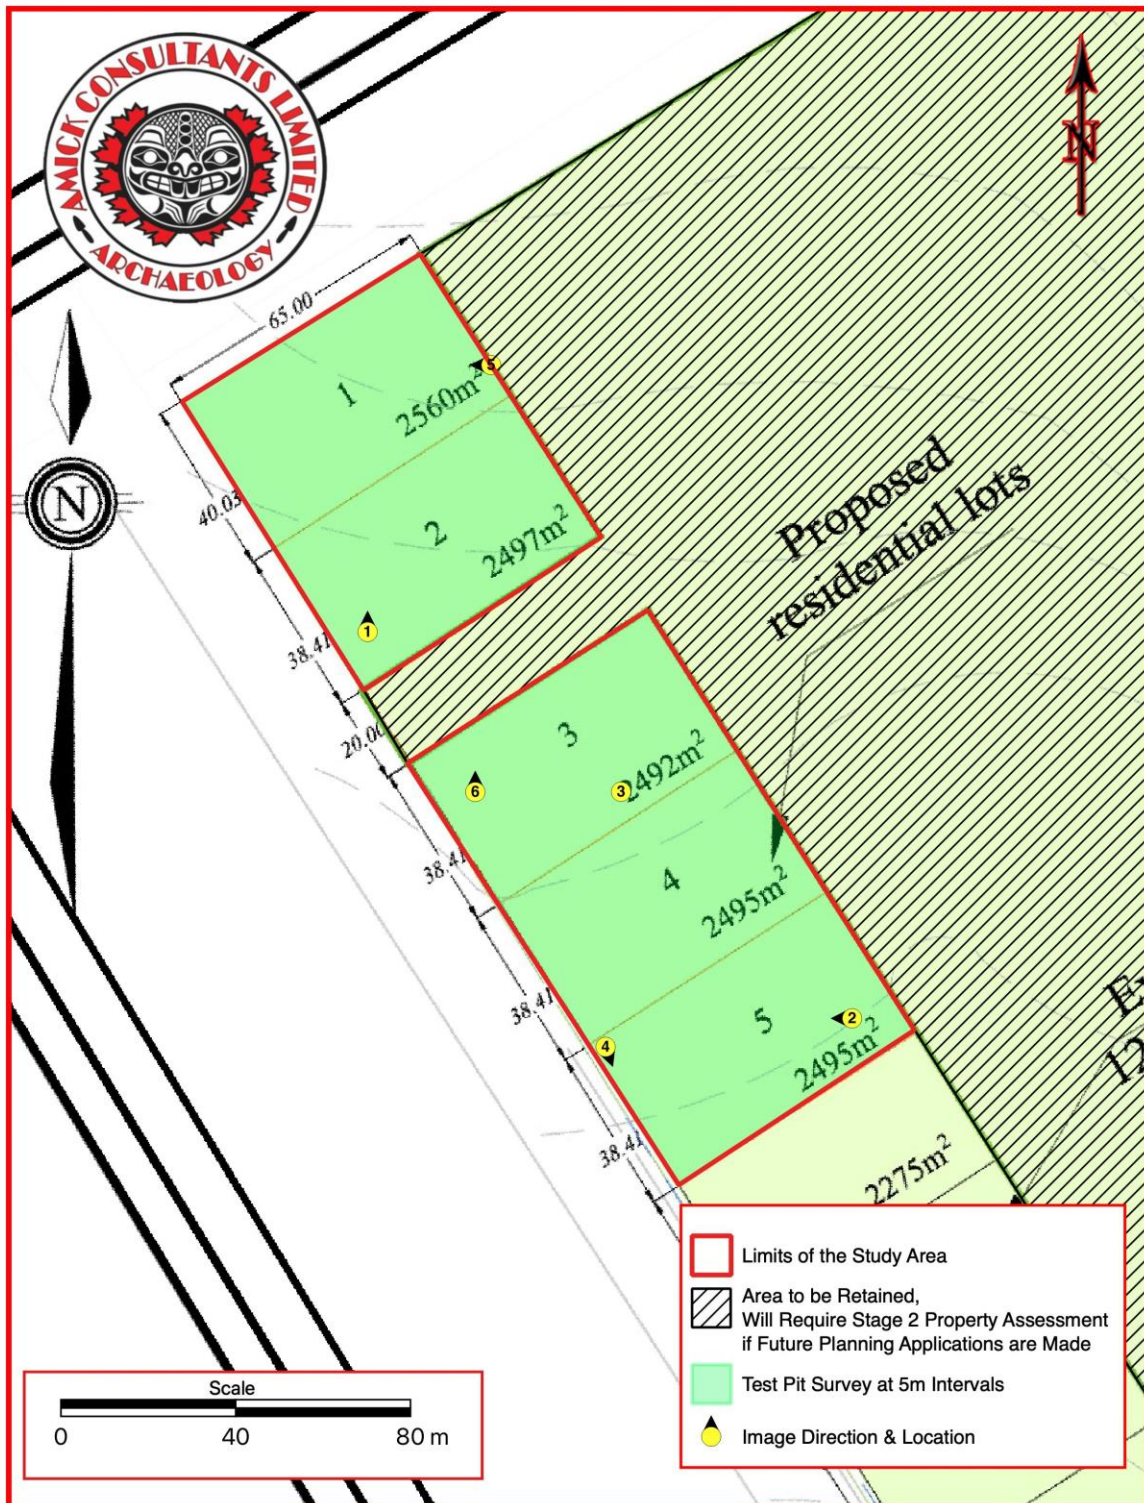 AMICK CONSULTANTS LIMITED
ARCHAEOLOGY
N
N
65.00
1
2560m²
5
40.03
2
2497m²
1
38.41
Proposed
residential lots
20.00
3
2492m²
6
3
38.41
4
2495m²
38.41
5
2
2495m²
4
38.41
2275m²
12
Limits of the Study Area
Area to be Retained,
Will Require Stage 2 Property Assessment
if Future Planning Applications are Made
Test Pit Survey at 5m Intervals
Image Direction & Location
Scale
0 40 80 m